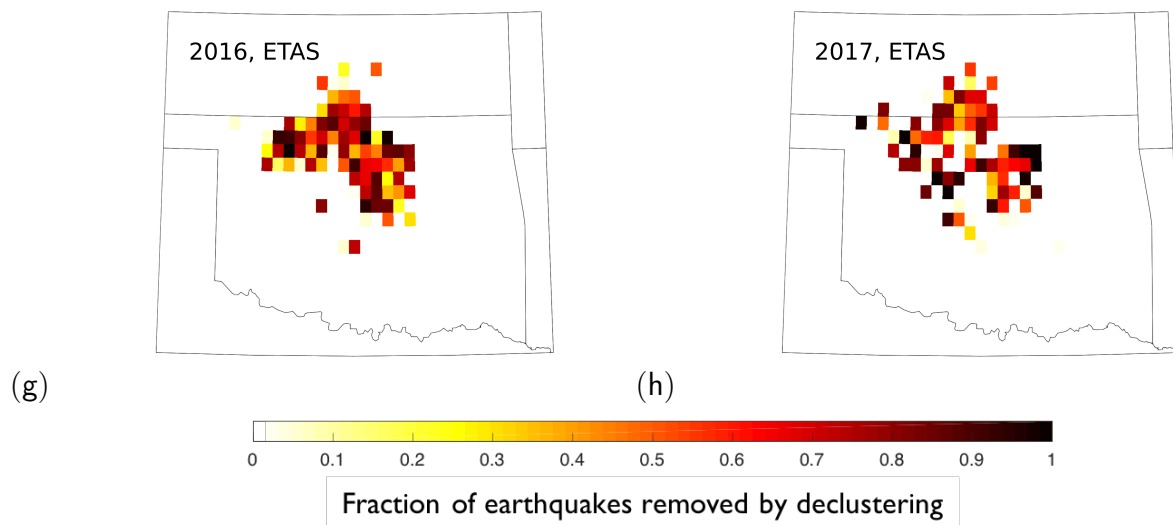 2016, ETAS
2017, ETAS
(g)
(h)
0 0.1 0.2 0.3 0.4 0.5 0.6 0.7 0.8 0.9 1
Fraction of earthquakes removed by declustering